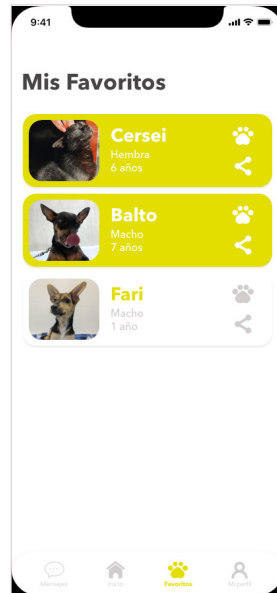 9:41
Mis Favoritos
Cersei
Hembra
6 años
Balto
Macho
7 años
Fari
Macho
1 año
Mensajes
Inicio
Favoritos
Mi perfil